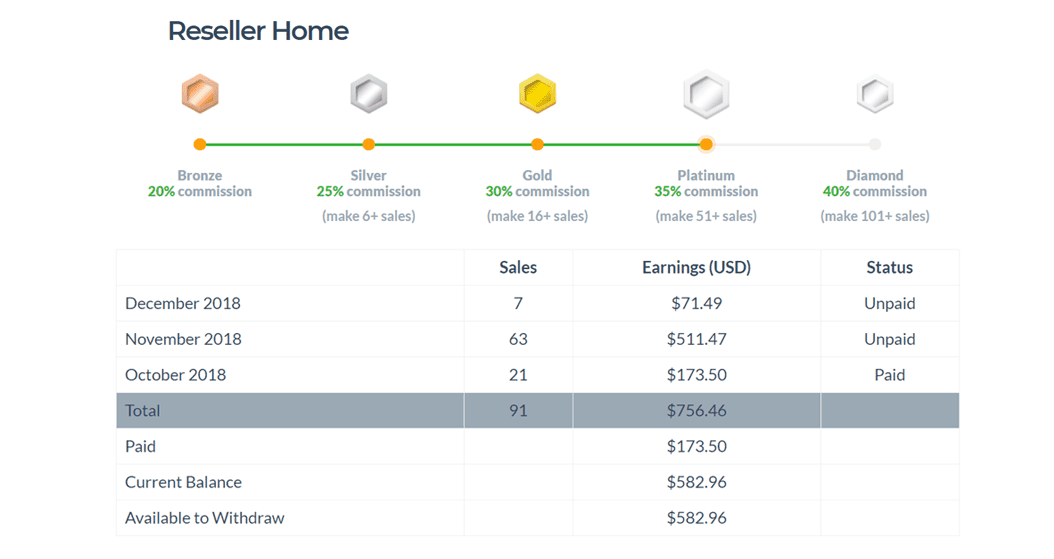 Reseller Home
Bronze Silver Gold Platinum Diamond
20% commission 25% commission 30% commission 35% commission 40% commission
(make 6+ sales) (make 16+ sales) (make 51+ sales) (make 101+ sales)
Sales Earnings (USD) Status
December 2018 7 $71.49 Unpaid
November 2018 63 $511.47 Unpaid
October 2018 21 $173.50 Paid
Total 91 $756.46
Paid $173.50
Current Balance $582.96
Available to Withdraw $582.96